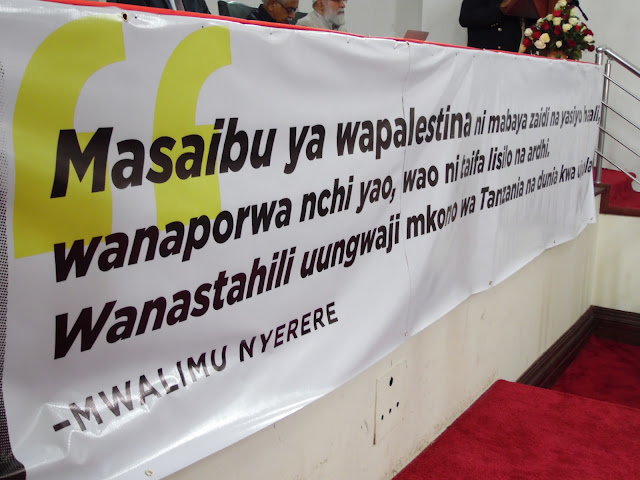 Masaibu ya wapalestina ni mabaya zaidi na yasiyo
wanaporwa nchi yao, wao ni taifa lisilo na ardhi.
Wanastahili uungwaji mkono wa Tanzania na dunia kwa
-MWALIMU NYERERE